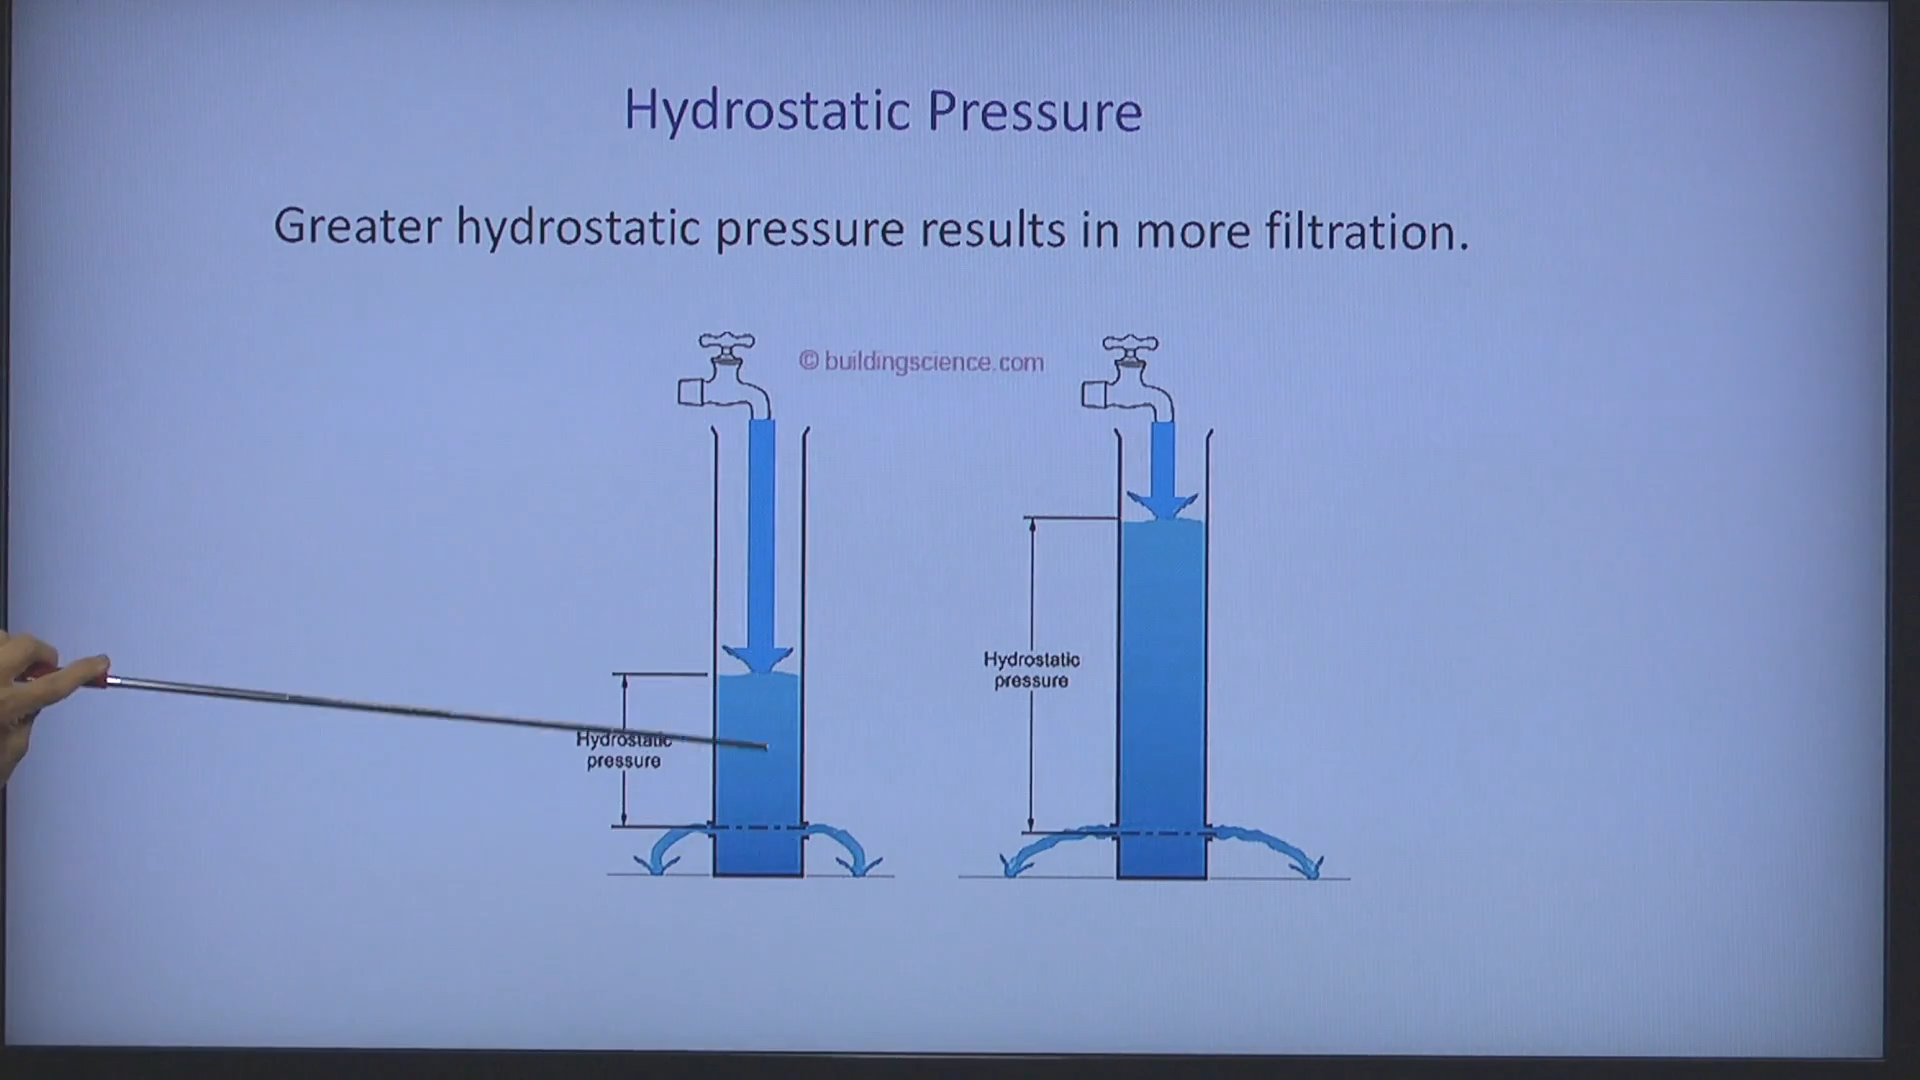 Hydrostatic Pressure
Greater hydrostatic pressure results in more filtration.
© buildingscience.com
Hydrostatic
pressure
Hydrostatic
pressure